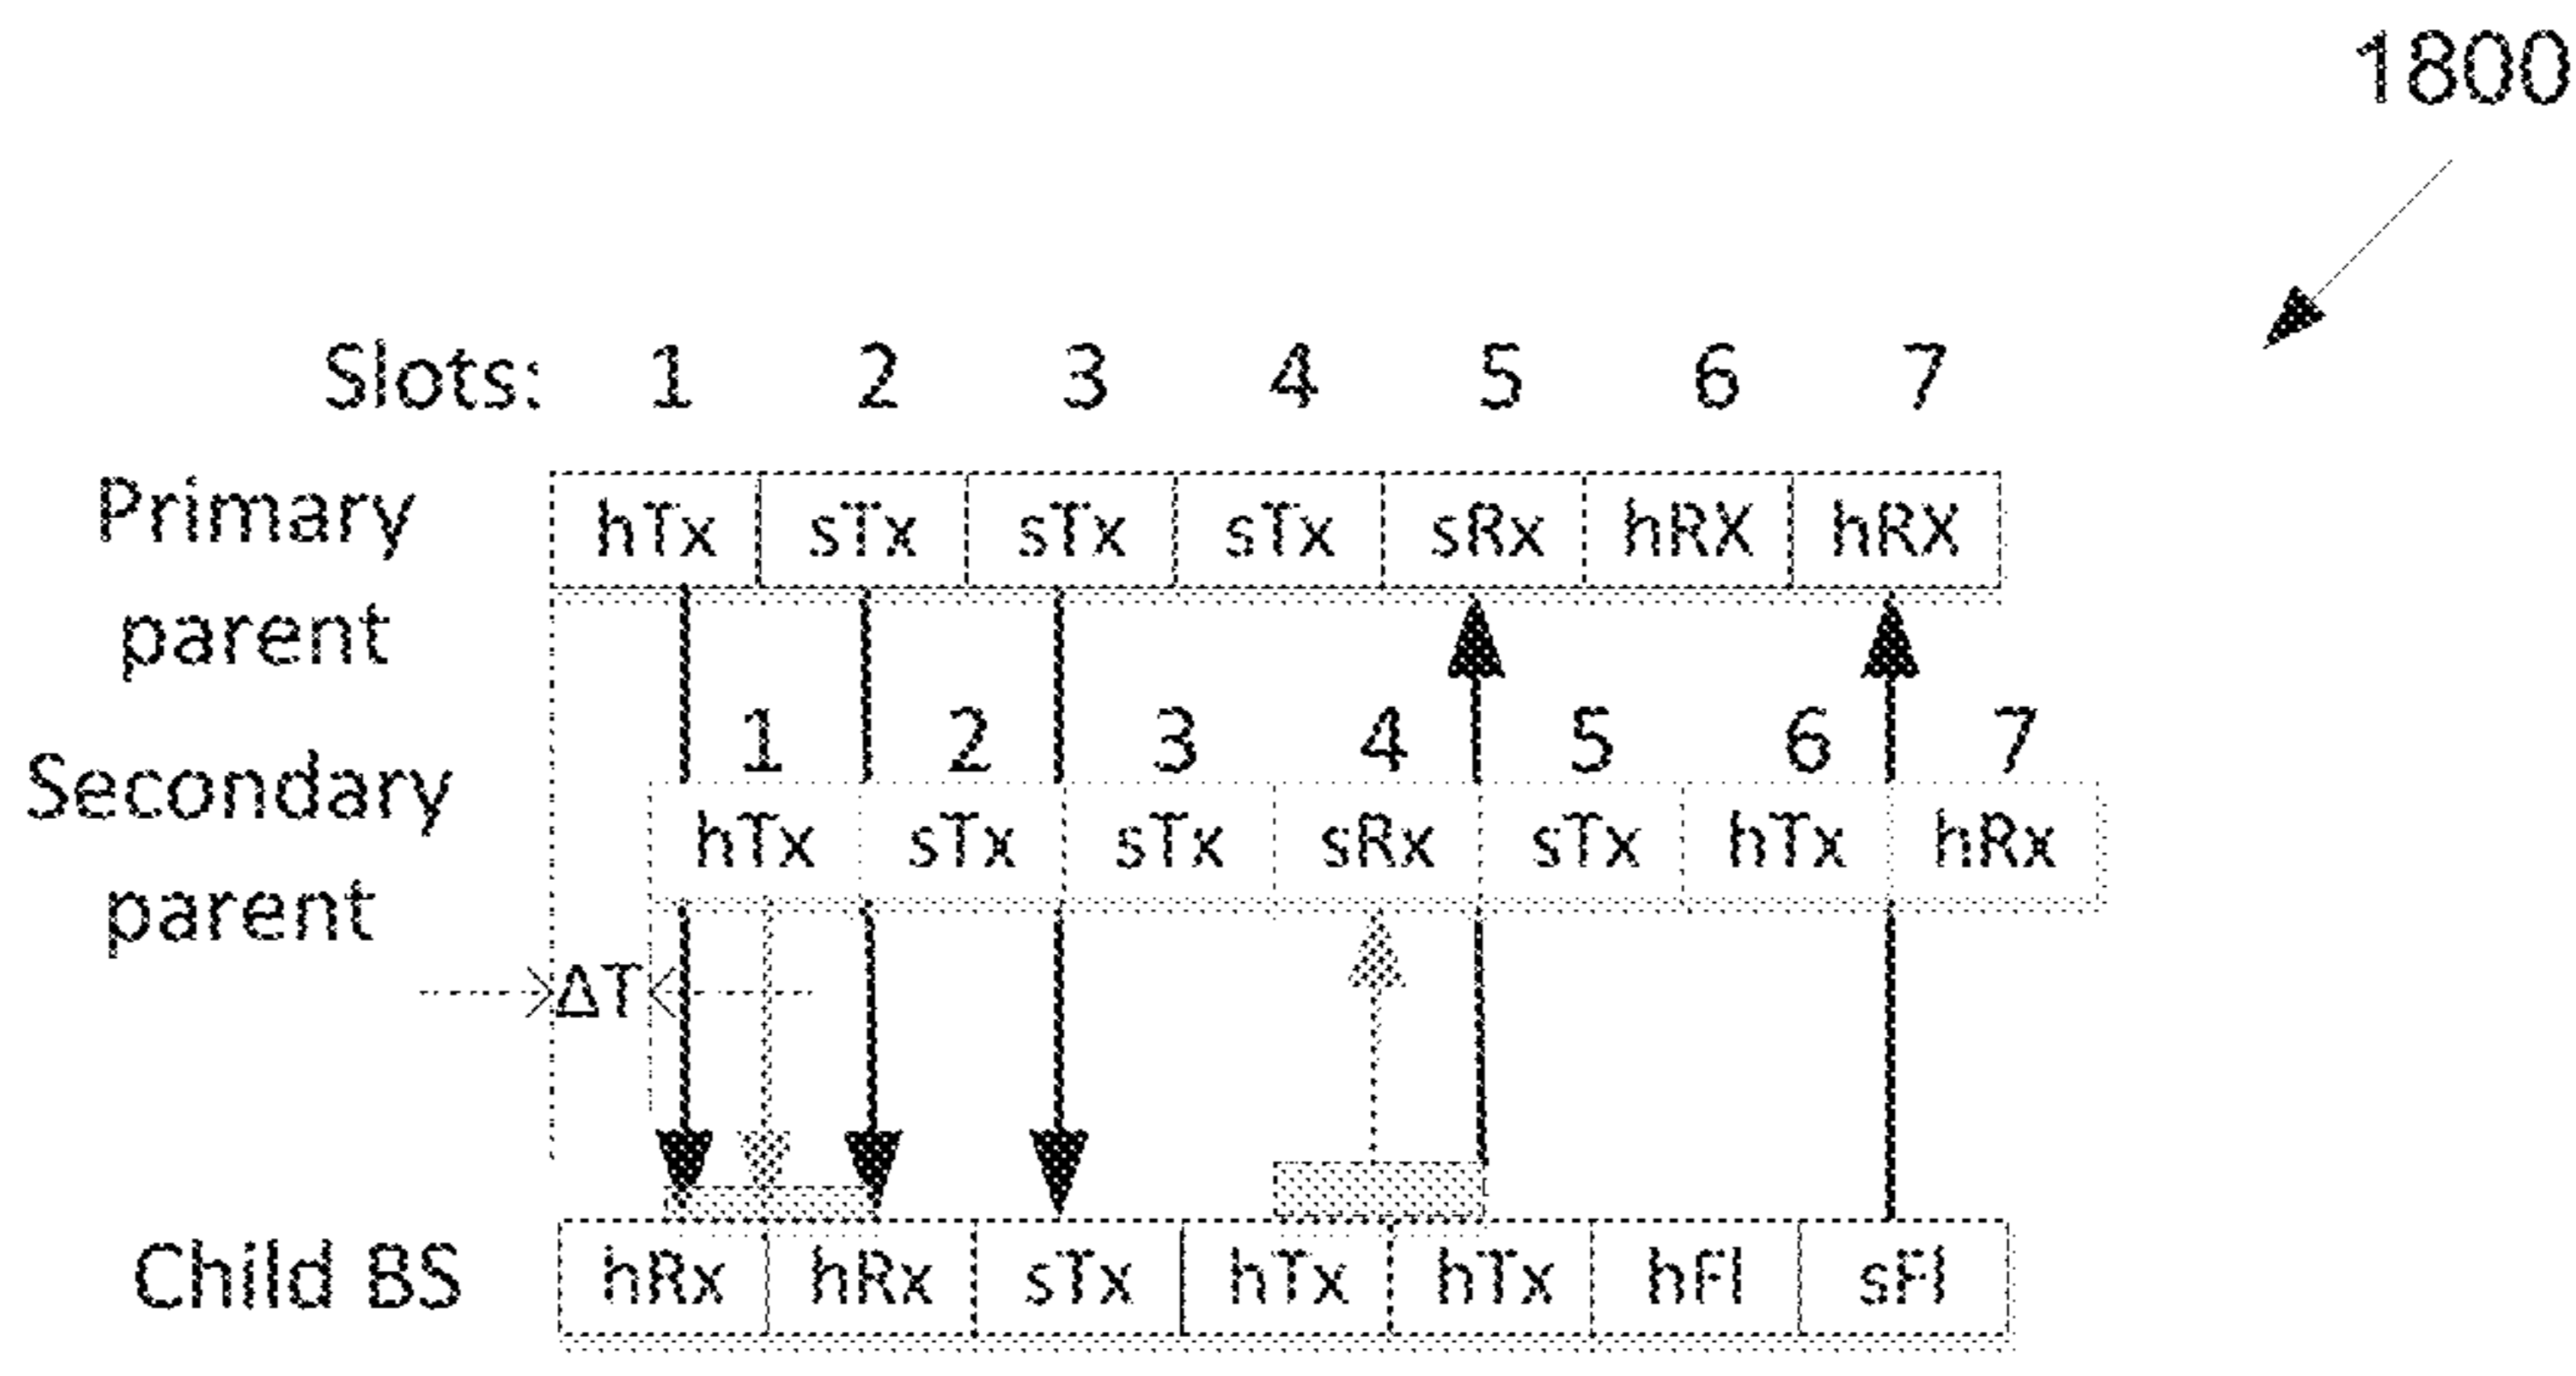 1800
Slots: 1 2 3 4 5 6 7
Primary parent
hTx sTx sTx sTx sRx hRX hRX
1 2 3 4 5 6 7
Secondary parent
hTx sTx sTx sRx sTx hTx hRx
ΔT
Child BS
hRx hRx sTx hTx hTx hFl sFl